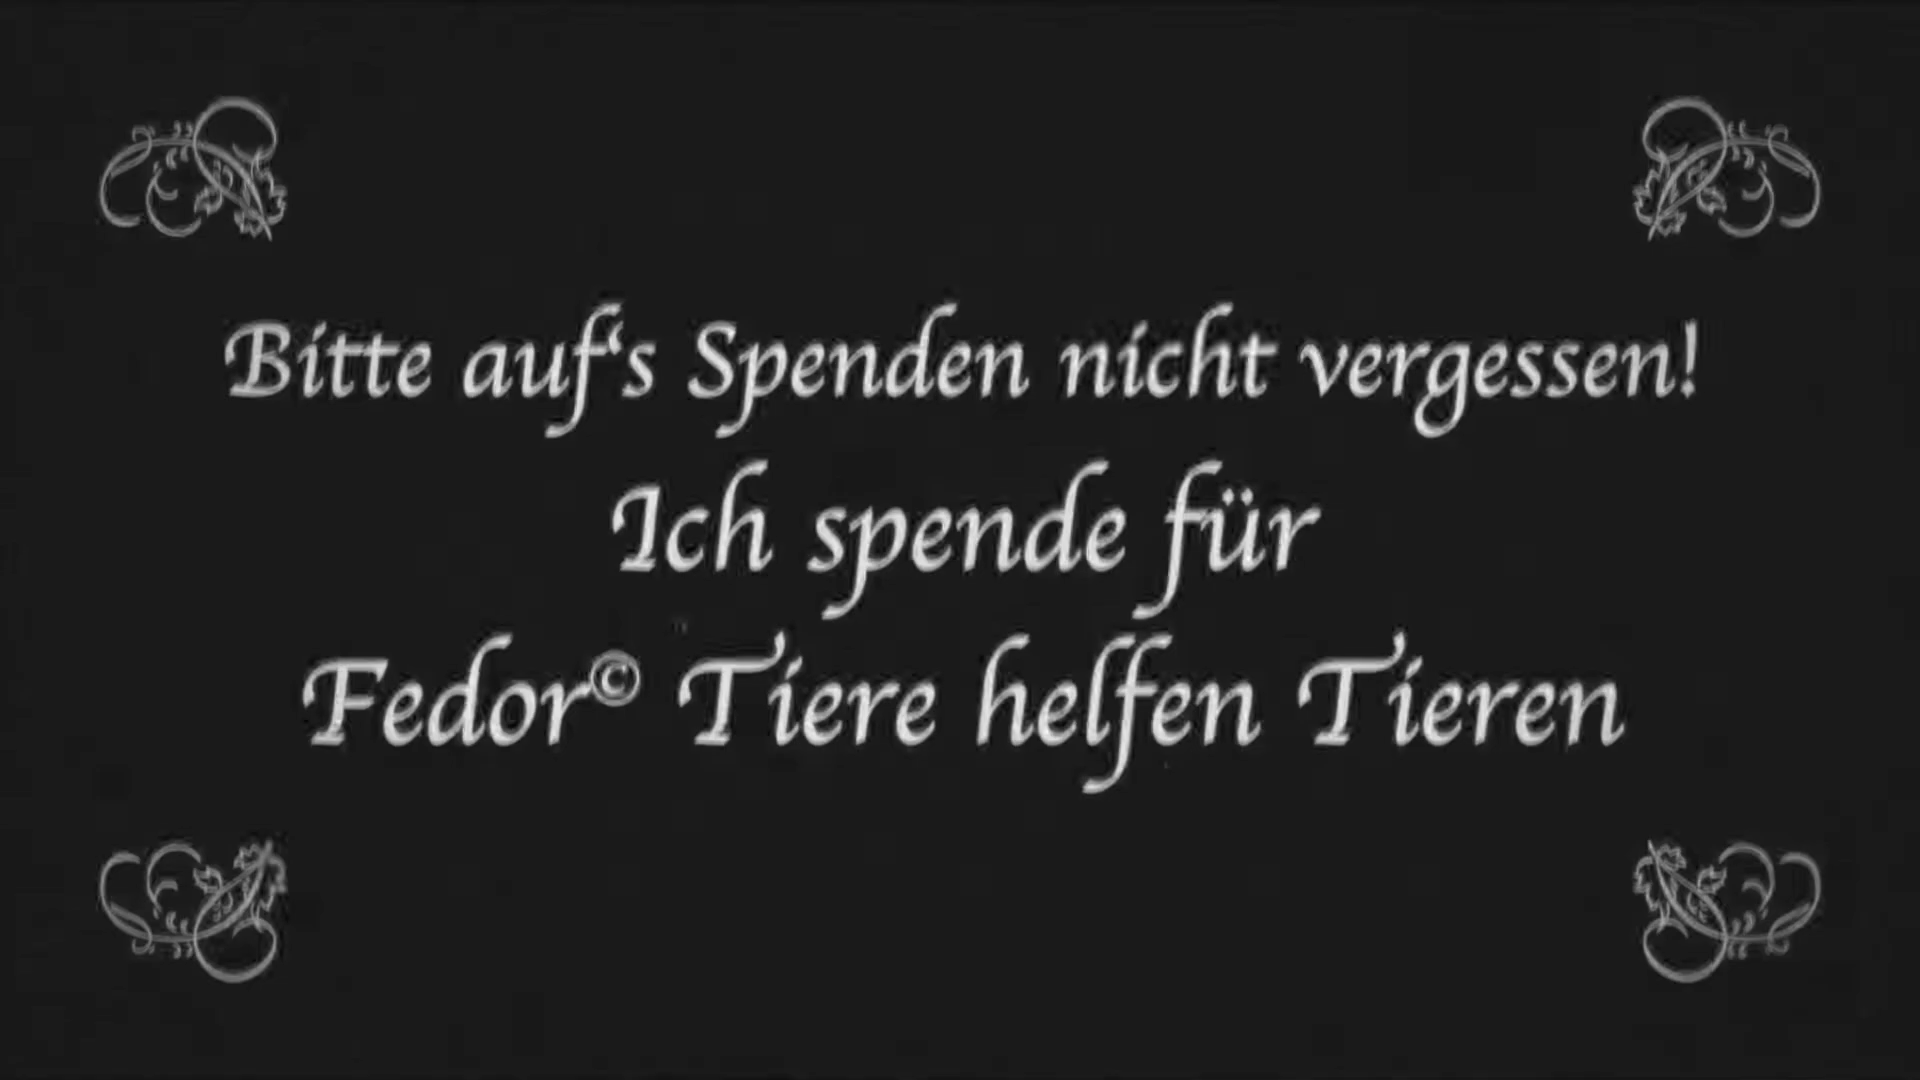 Bitte auf‘s Spenden nicht vergessen!
Ich spende für
Fedor© Tiere helfen Tieren